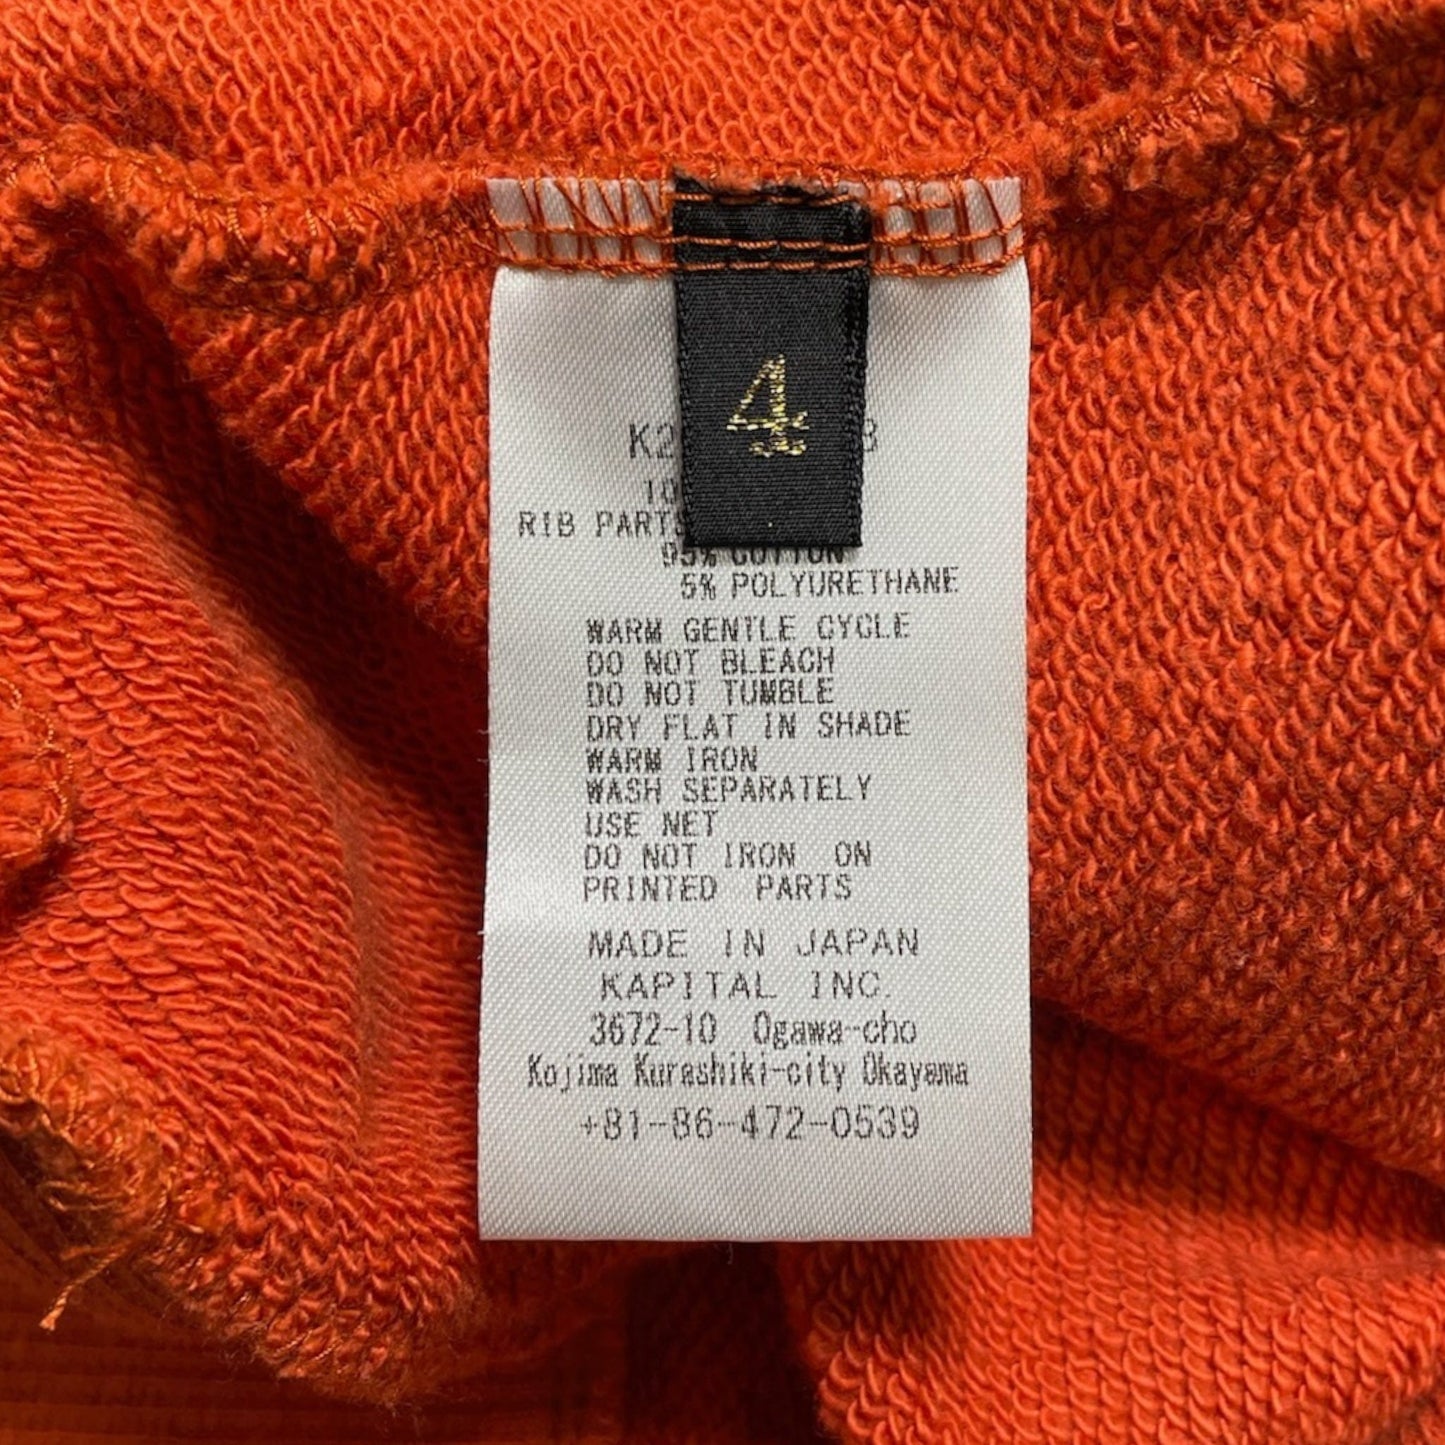 4
RIB PARTS
95% COTTON
5% POLYURETHANE
WARM GENTLE CYCLE
DO NOT BLEACH
DO NOT TUMBLE
DRY FLAT IN SHADE
WARM IRON
WASH SEPARATELY
USE NET
DO NOT IRON ON
PRINTED PARTS
MADE IN JAPAN
KAPITAL INC.
3672-10 Ogawa-cho
Kojima Kurashiki-city Okayama
+81-86-472-0539